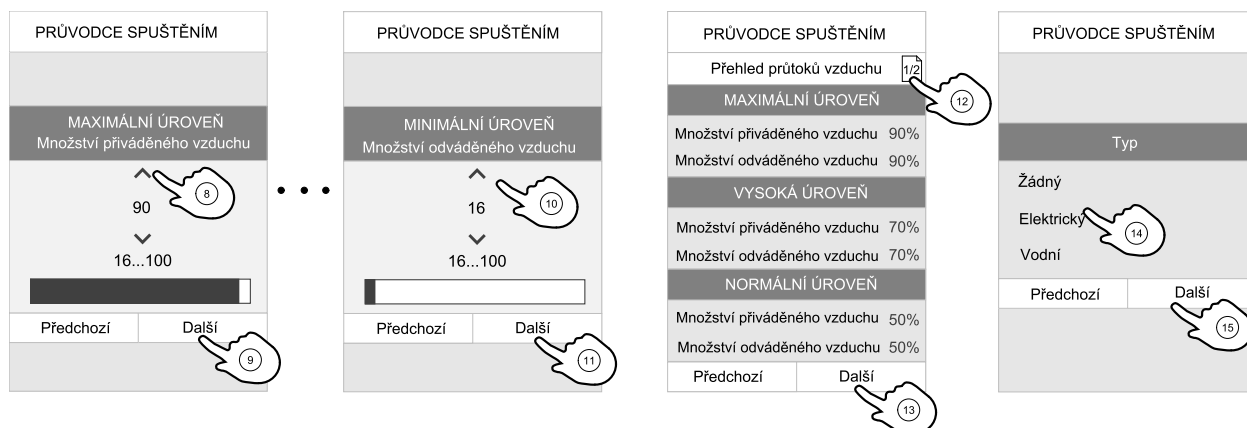 PRŮVODCE SPUŠTĚNÍM
MAXIMÁLNÍ ÚROVEŇ
Množství přiváděného vzduchu
8
90
16...100
Předchozí Další
9
PRŮVODCE SPUŠTĚNÍM
MINIMÁLNÍ ÚROVEŇ
Množství odváděného vzduchu
10
16
16...100
Předchozí Další
11
PRŮVODCE SPUŠTĚNÍM
Přehled průtoků vzduchu 1/2
12
MAXIMÁLNÍ ÚROVEŇ
Množství přiváděného vzduchu 90%
Množství odváděného vzduchu 90%
VYSOKÁ ÚROVEŇ
Množství přiváděného vzduchu 70%
Množství odváděného vzduchu 70%
NORMÁLNÍ ÚROVEŇ
Množství přiváděného vzduchu 50%
Množství odváděného vzduchu 50%
Předchozí Další
13
PRŮVODCE SPUŠTĚNÍM
Typ
Žádný
Elektrický
14
Vodní
Předchozí Další
15